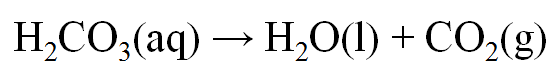 H₂CO₃(aq) → H₂O(l) + CO₂(g)